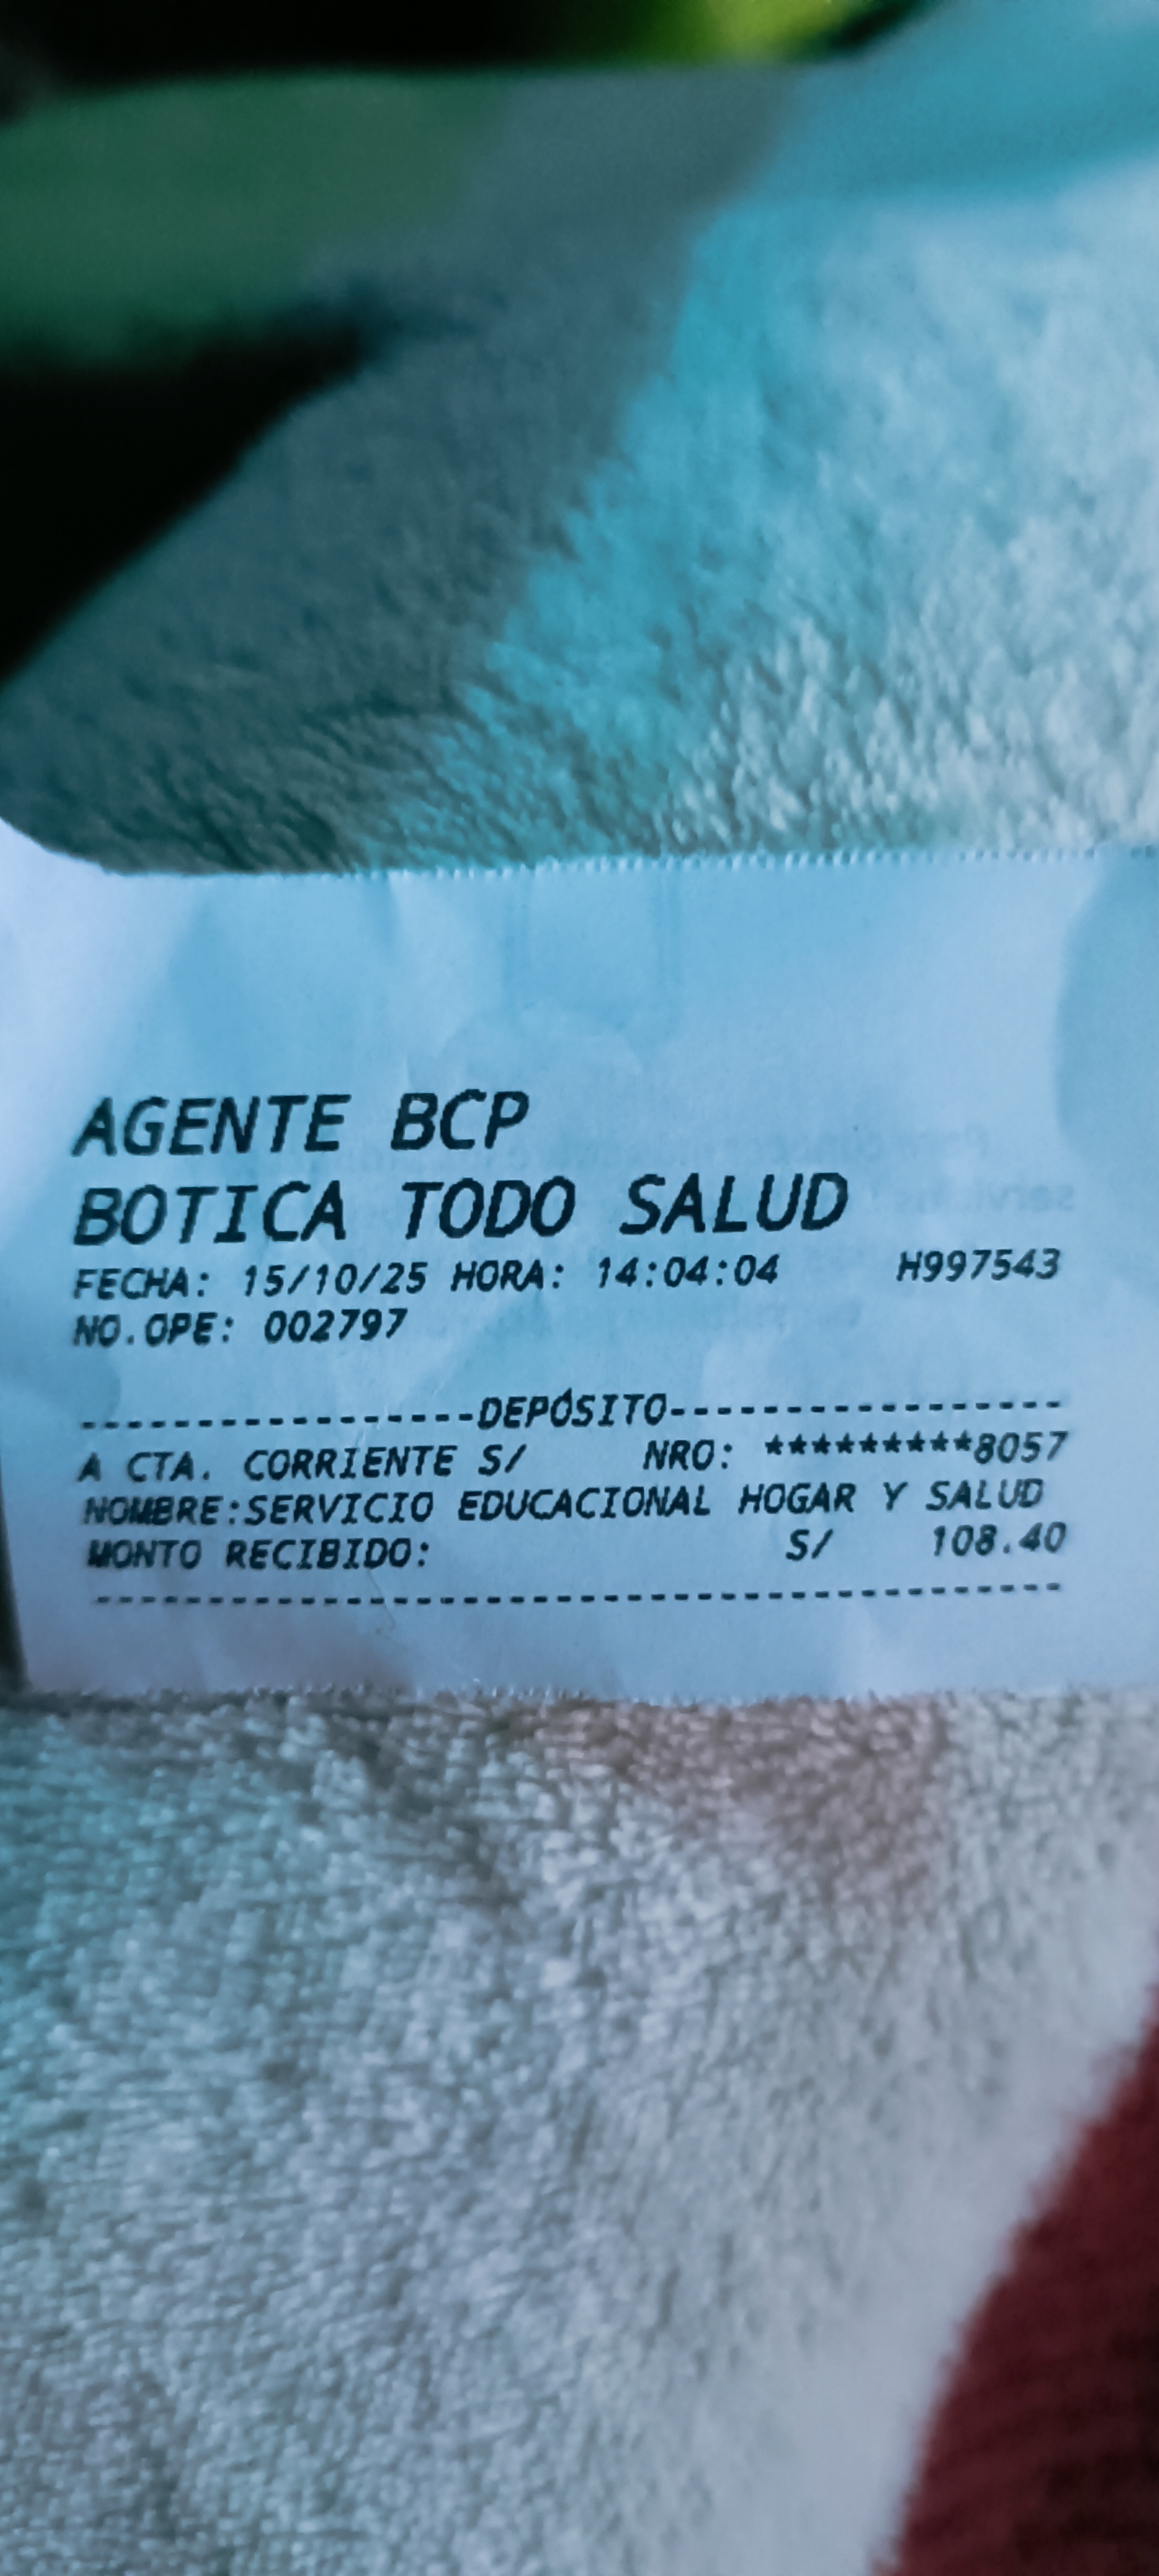 AGENTE BCP
BOTICA TODO SALUD
FECHA: 15/10/25 HORA: 14:04:04 H997543
NO.OPE: 002797
-----------------DEPÓSITO-----------------
A CTA. CORRIENTE S/ NRO: *********8057
NOMBRE:SERVICIO EDUCACIONAL HOGAR Y SALUD
MONTO RECIBIDO: S/ 108.40
------------------------------------------